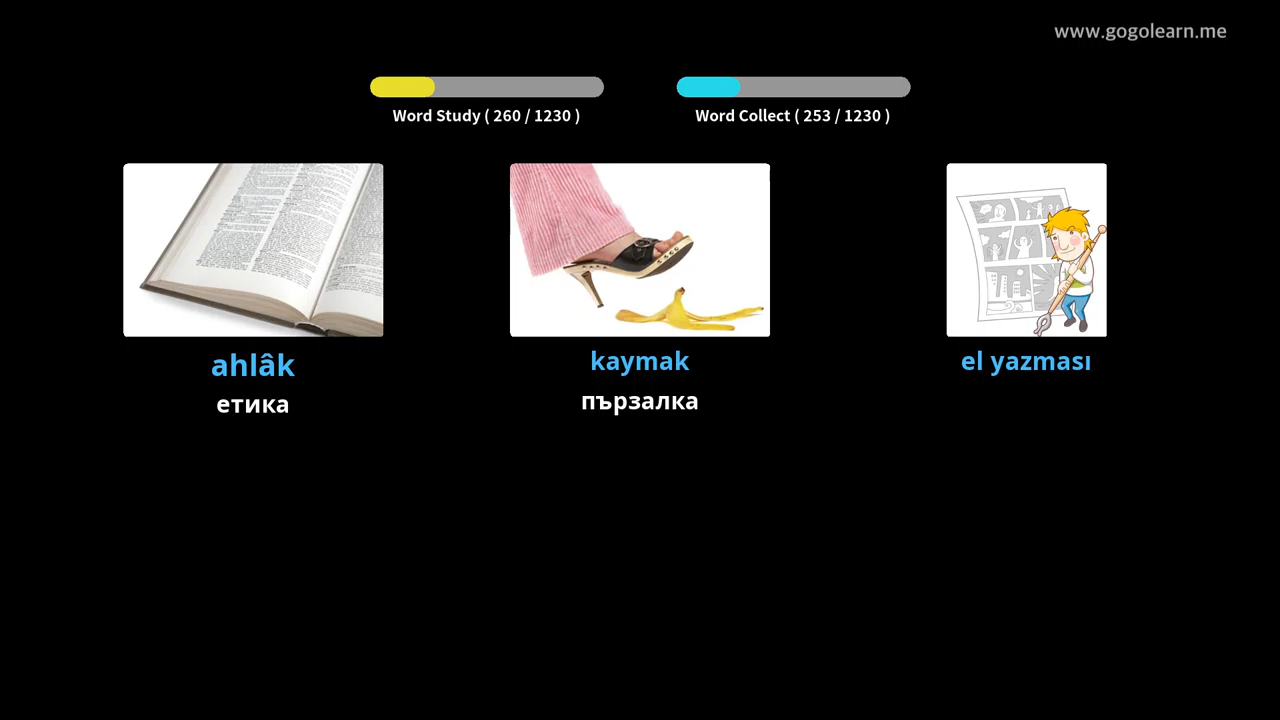 www.gogolearn.me
Word Study ( 260 / 1230 )
Word Collect ( 253 / 1230 )
ahlâk
етика
kaymak
пързалка
el yazması